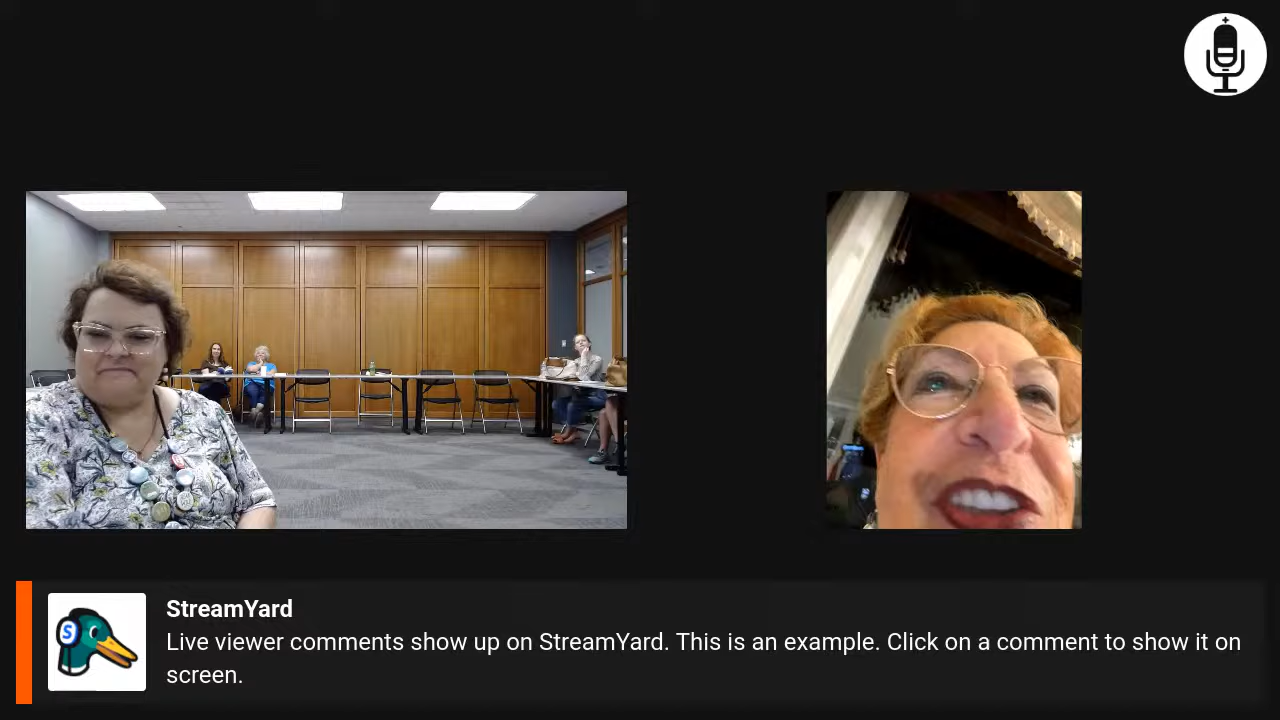 StreamYard
Live viewer comments show up on StreamYard. This is an example. Click on a comment to show it on
screen.
S